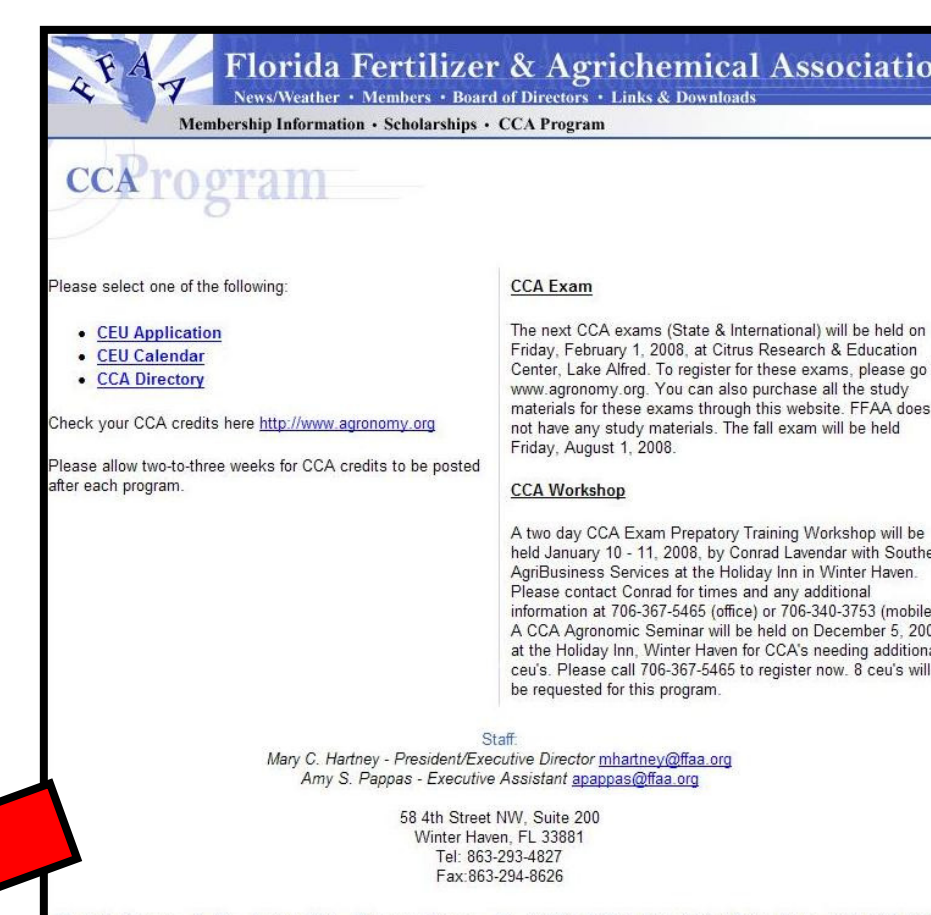 FFAA
Florida Fertilizer & Agrichemical Associatio
News/Weather • Members • Board of Directors • Links & Downloads
Membership Information • Scholarships • CCA Program
CCA Program
Please select one of the following:
• CEU Application
• CEU Calendar
• CCA Directory
Check your CCA credits here http://www.agronomy.org
Please allow two-to-three weeks for CCA credits to be posted
after each program.
CCA Exam
The next CCA exams (State & International) will be held on
Friday, February 1, 2008, at Citrus Research & Education
Center, Lake Alfred. To register for these exams, please go
www.agronomy.org. You can also purchase all the study
materials for these exams through this website. FFAA does
not have any study materials. The fall exam will be held
Friday, August 1, 2008.
CCA Workshop
A two day CCA Exam Prepatory Training Workshop will be
held January 10 - 11, 2008, by Conrad Lavendar with Southe
AgriBusiness Services at the Holiday Inn in Winter Haven.
Please contact Conrad for times and any additional
information at 706-367-5465 (office) or 706-340-3753 (mobile
A CCA Agronomic Seminar will be held on December 5, 200
at the Holiday Inn, Winter Haven for CCA's needing additiona
ceu's. Please call 706-367-5465 to register now. 8 ceu's will
be requested for this program.
Staff:
Mary C. Hartney - President/Executive Director mhartney@ffaa.org
Amy S. Pappas - Executive Assistant apappas@ffaa.org
58 4th Street NW, Suite 200
Winter Haven, FL 33881
Tel: 863-293-4827
Fax:863-294-8626